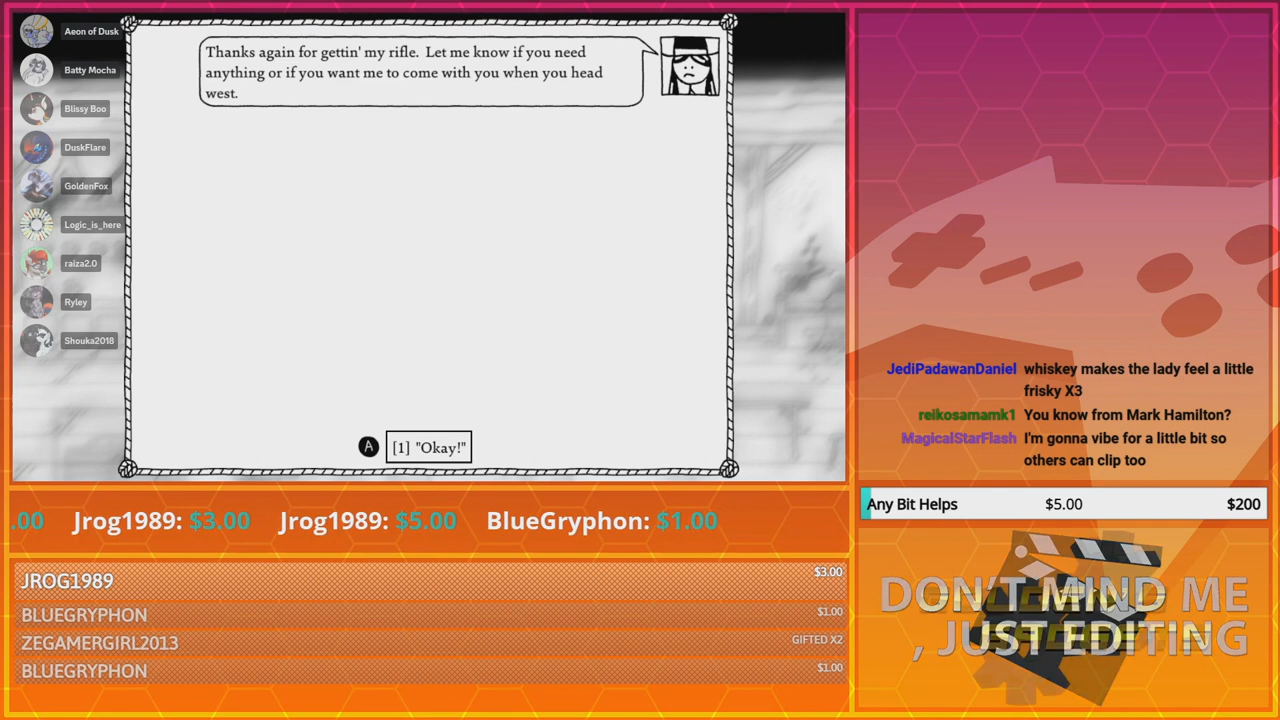 Aeon of Dusk
Batty Mocha
Blissy Boo
DuskFlare
GoldenFox
Logic_is_here
raiza2.0
Ryley
Shouka2018
Thanks again for gettin' my rifle.  Let me know if you need
anything or if you want me to come with you when you head
west.
A [1] "Okay!"
JediPadawanDaniel whiskey makes the lady feel a little
frisky X3
reikosamamk1 You know from Mark Hamilton?
MagicalStarFlash I'm gonna vibe for a little bit so
others can clip too
Any Bit Helps $5.00 $200
.00 Jrog1989: $3.00 Jrog1989: $5.00 BlueGryphon: $1.00
JROG1989 $3.00
BLUEGRYPHON $1.00
ZEGAMERGIRL2013 GIFTED X2
BLUEGRYPHON $1.00
DON'T MIND ME
, JUST EDITING